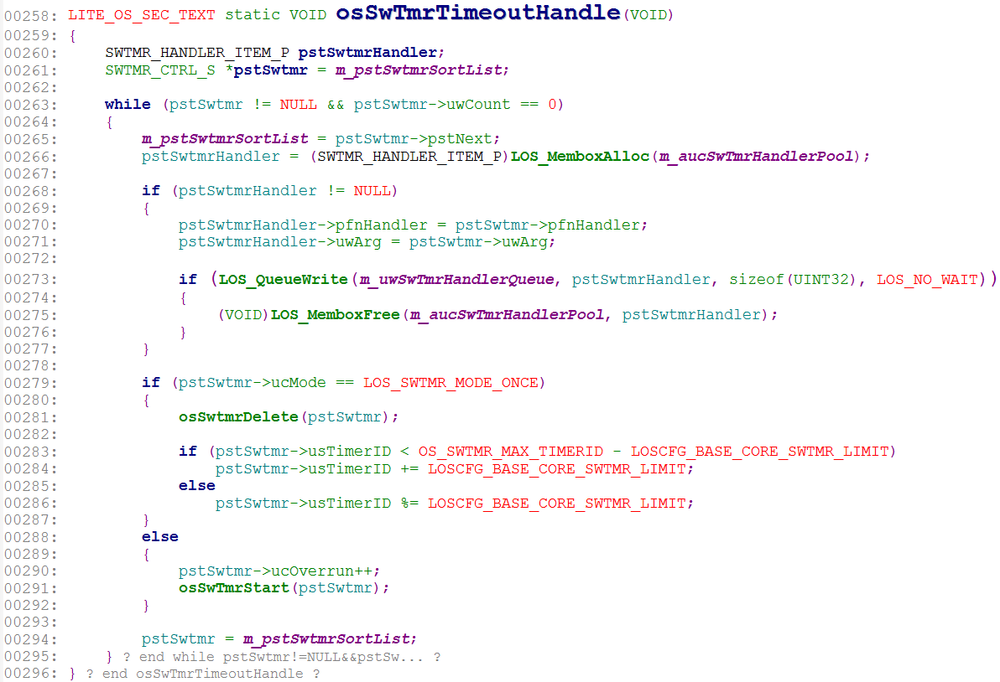 00258: LITE_OS_SEC_TEXT static VOID osSwTmrTimeoutHandle(VOID)
00259: {
00260:     SWTMR_HANDLER_ITEM_P pstSwtmrHandler;
00261:     SWTMR_CTRL_S *pstSwtmr = m_pstSwtmrSortList;
00262:
00263:     while (pstSwtmr != NULL && pstSwtmr->uwCount == 0)
00264:     {
00265:         m_pstSwtmrSortList = pstSwtmr->pstNext;
00266:         pstSwtmrHandler = (SWTMR_HANDLER_ITEM_P)LOS_MemboxAlloc(m_aucSwTmrHandlerPool);
00267:
00268:         if (pstSwtmrHandler != NULL)
00269:         {
00270:             pstSwtmrHandler->pfnHandler = pstSwtmr->pfnHandler;
00271:             pstSwtmrHandler->uwArg = pstSwtmr->uwArg;
00272:
00273:             if (LOS_QueueWrite(m_uwSwTmrHandlerQueue, pstSwtmrHandler, sizeof(UINT32), LOS_NO_WAIT))
00274:             {
00275:                 (VOID)LOS_MemboxFree(m_aucSwTmrHandlerPool, pstSwtmrHandler);
00276:             }
00277:         }
00278:
00279:         if (pstSwtmr->ucMode == LOS_SWTMR_MODE_ONCE)
00280:         {
00281:             osSwtmrDelete(pstSwtmr);
00282:
00283:             if (pstSwtmr->usTimerID < OS_SWTMR_MAX_TIMERID - LOSCFG_BASE_CORE_SWTMR_LIMIT)
00284:                 pstSwtmr->usTimerID += LOSCFG_BASE_CORE_SWTMR_LIMIT;
00285:             else
00286:                 pstSwtmr->usTimerID %= LOSCFG_BASE_CORE_SWTMR_LIMIT;
00287:         }
00288:         else
00289:         {
00290:             pstSwtmr->ucOverrun++;
00291:             osSwTmrStart(pstSwtmr);
00292:         }
00293:
00294:         pstSwtmr = m_pstSwtmrSortList;
00295:     } ? end while pstSwtmr!=NULL&&pstSw... ?
00296: } ? end osSwTmrTimeoutHandle ?